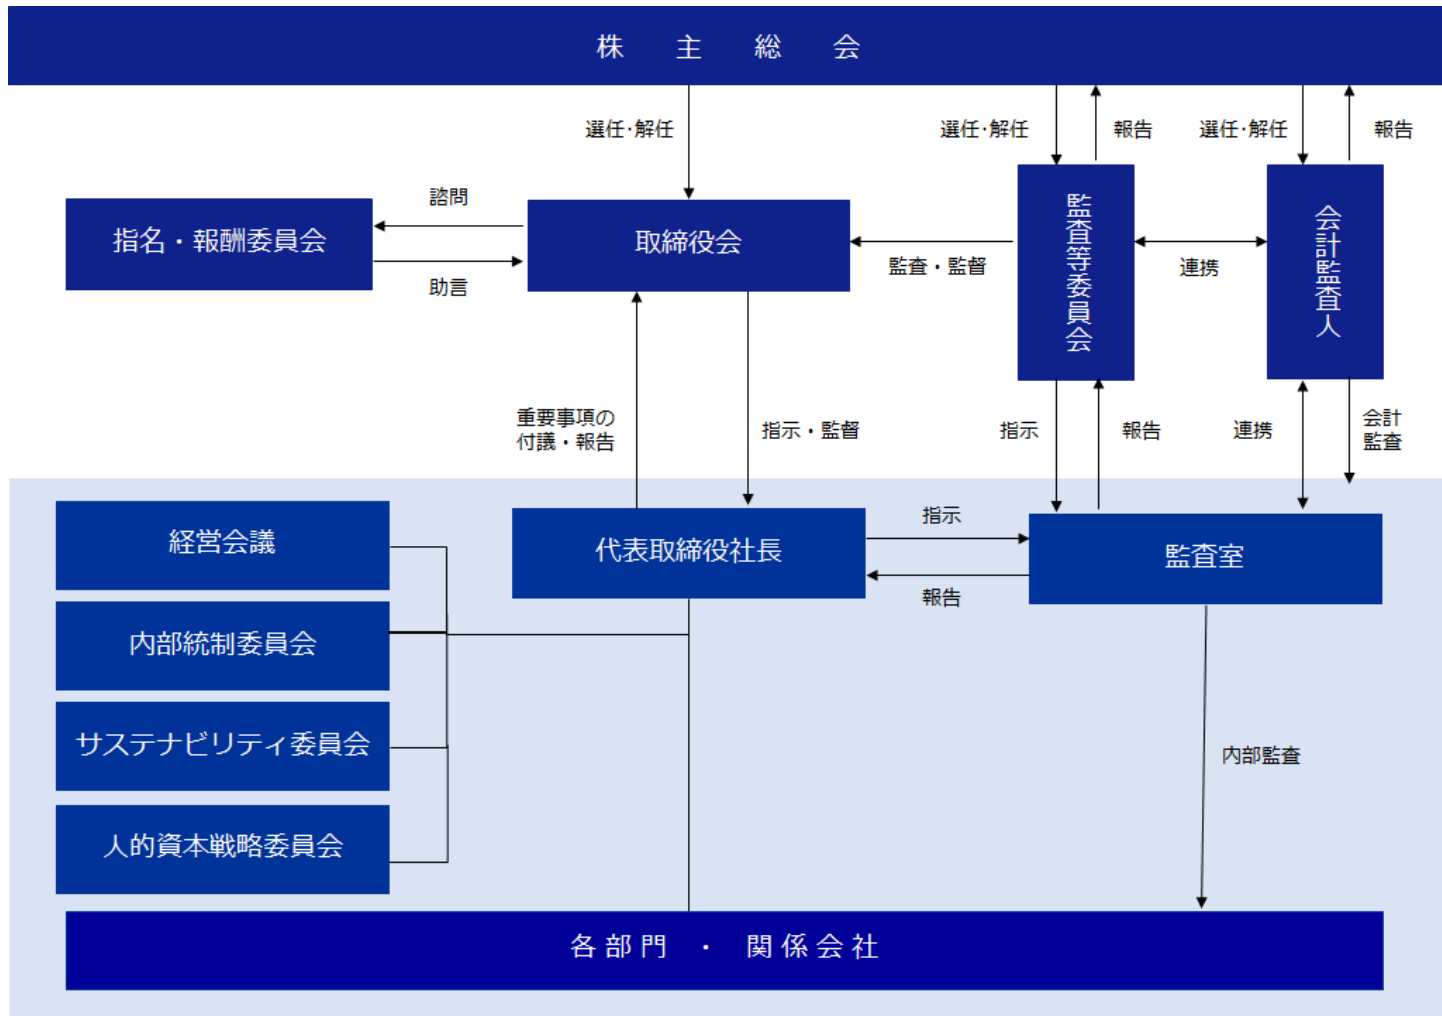 株 主 総 会
選任・解任
選任・解任
報告
選任・解任
報告
諮問
指名・報酬委員会
助言
取締役会
監査・監督
監査等委員会
連携
会計監査人
重要事項の
付議・報告
指示・監督
指示
報告
連携
会計
監査
経営会議
代表取締役社長
指示
報告
監査室
内部統制委員会
サステナビリティ委員会
内部監査
人的資本戦略委員会
各部門 ・ 関係会社